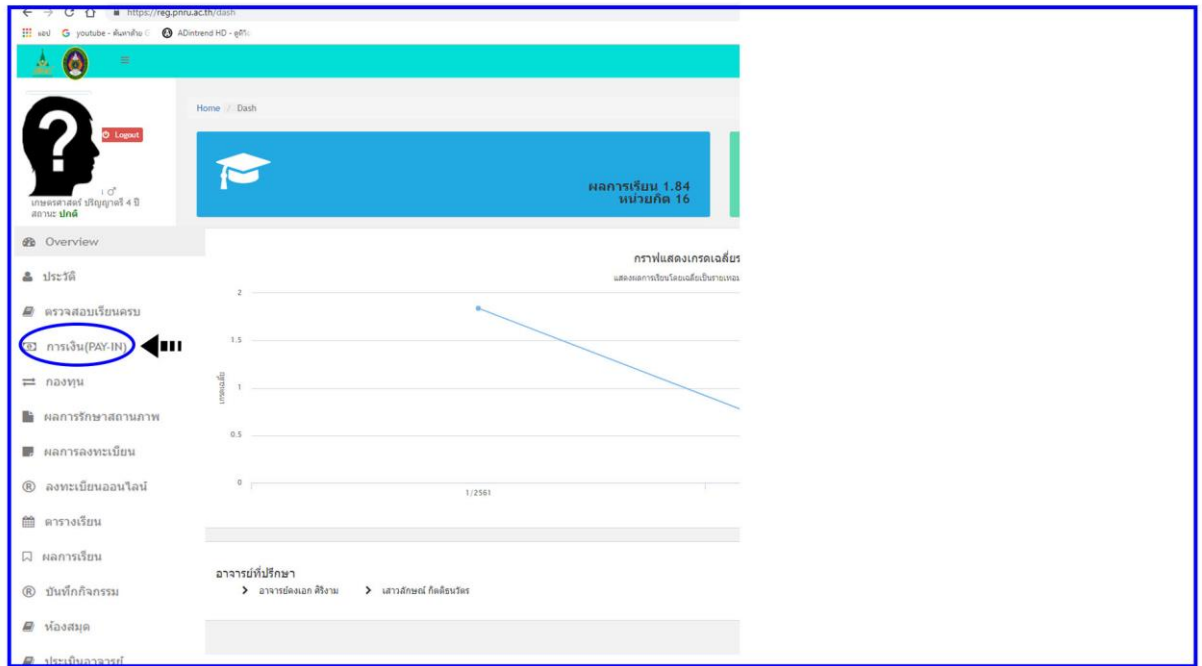 https://reg.pnru.ac.th/dash
แอป youtube - ค้นหาด้วย G ADintrend HD - ดูทีวี
Home / Dash
Logout
เกษตรศาสตร์ ปริญญาตรี 4 ปี
สถานะ ปกติ
ผลการเรียน 1.84
หน่วยกิต 16
Overview
ประวัติ
ตรวจสอบเรียนครบ
การเงิน(PAY-IN)
กองทุน
ผลการรักษาสถานภาพ
ผลการลงทะเบียน
ลงทะเบียนออนไลน์
ตารางเรียน
ผลการเรียน
บันทึกกิจกรรม
ห้องสมุด
ประเมินอาจารย์
กราฟแสดงเกรดเฉลี่ยร
แสดงผลการเรียนโดยเฉลี่ยเป็นรายเทอม
เกรดเฉลี่ย
2
1.5
1
0.5
0
1/2561
อาจารย์ที่ปรึกษา
อาจารย์ดงเอก ศิริงาม เสาวลักษณ์ กิตติธนวัตร